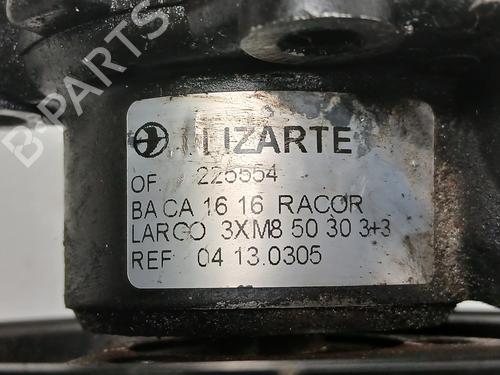 B-PARTS
LIZARTE
OF. 225554
BACA 16 16 RACOR
LARGO 3XM8 50 30 3+3
REF 04 13.0305